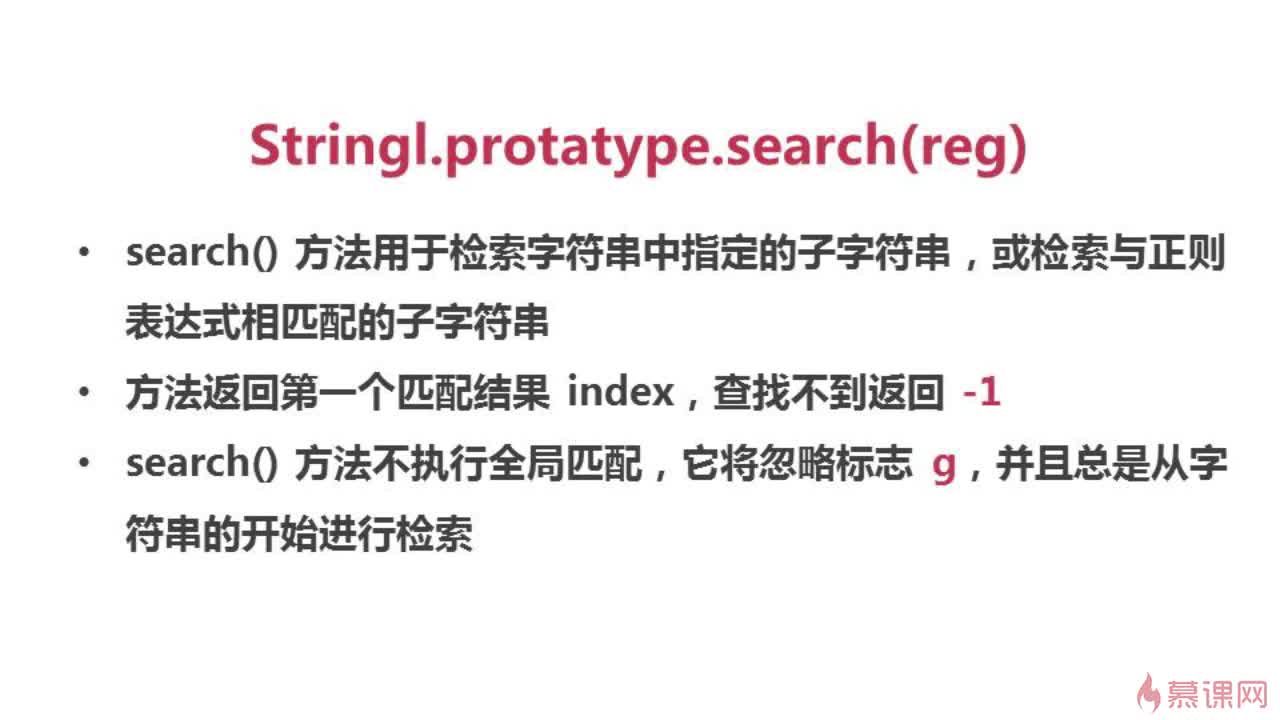 Stringl.protatype.search(reg)
• search() 方法用于检索字符串中指定的子字符串，或检索与正则
表达式相匹配的子字符串
• 方法返回第一个匹配结果 index，查找不到返回 -1
• search() 方法不执行全局匹配，它将忽略标志 g，并且总是从字
符串的开始进行检索
慕课网